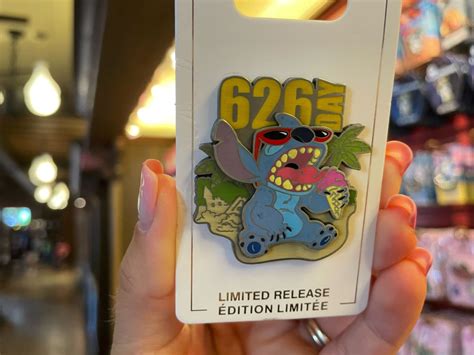 626
DAY
LIMITED RELEASE
ÉDITION LIMITÉE